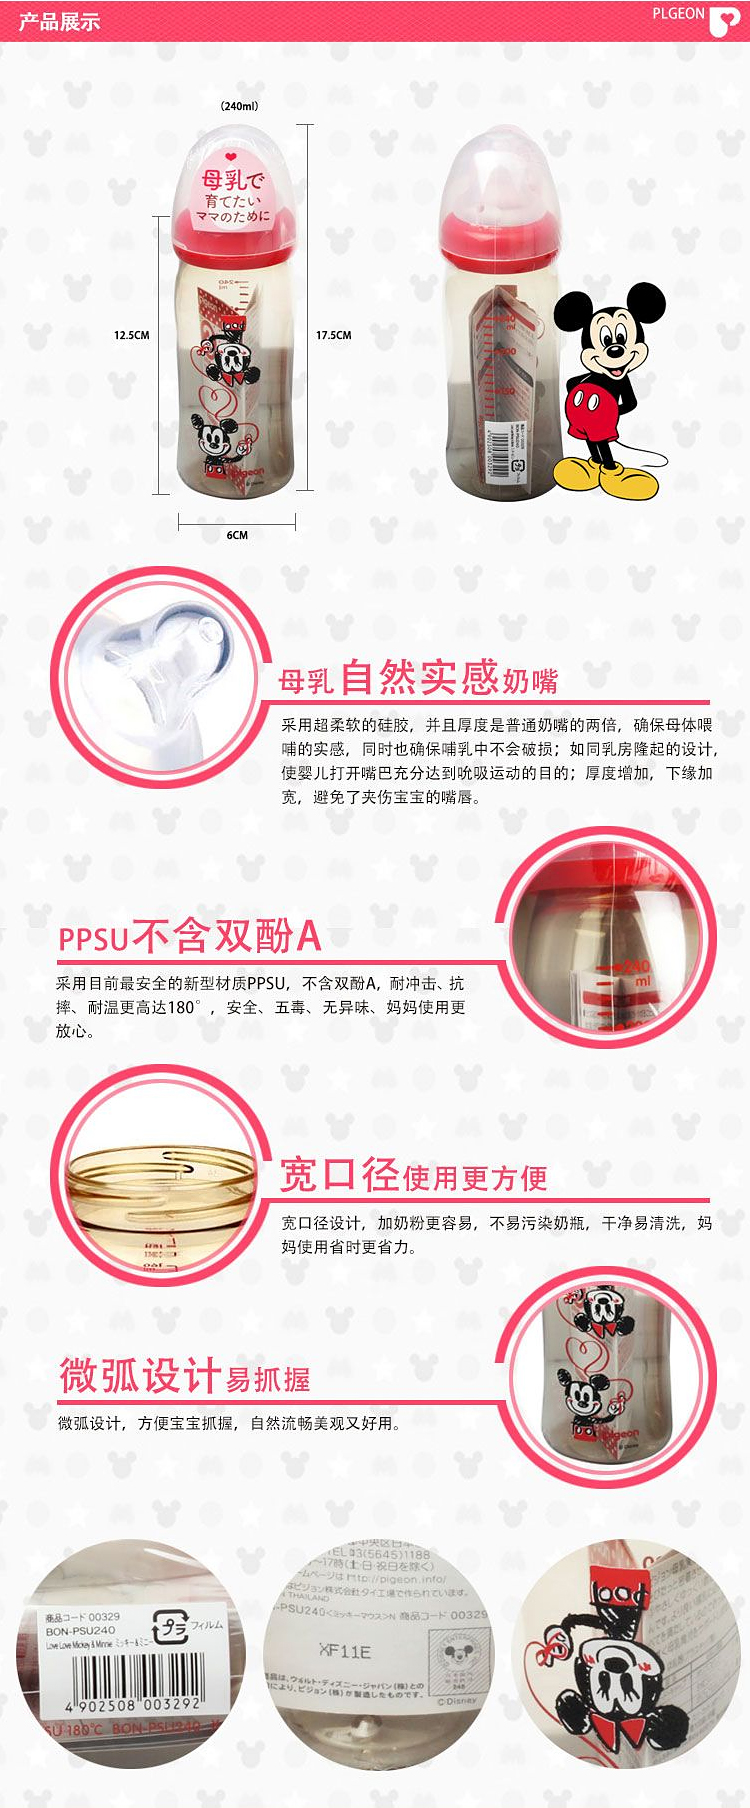 产品展示
PLGEON
(240ml)
母乳で
育てたい
ママのために
240
ml
12.5CM
17.5CM
240
ml
200
150
pigeon
© Disney
6CM
母乳自然实感奶嘴
采用超柔软的硅胶，并且厚度是普通奶嘴的两倍，确保母体喂
哺的实感，同时也确保哺乳中不会破损；如同乳房隆起的设计，
使婴儿打开嘴巴充分达到吮吸运动的目的；厚度增加，下缘加
宽，避免了夹伤宝宝的嘴唇。
PPSU不含双酚A
采用目前最安全的新型材质PPSU，不含双酚A，耐冲击、抗
摔、耐温更高达180°，安全、五毒、无异味、妈妈使用更
放心。
240
ml
宽口径使用更方便
宽口径设计，加奶粉更容易，不易污染奶瓶，干净易清洗，妈
妈使用省时更省力。
微弧设计易抓握
微弧设计，方便宝宝抓握，自然流畅美观又好用。
pigeon
© Disney
商品コード 00329
BON-PSU240
Love Love Mickey & Minnie ミッキー&ミニー
プラ フィルム
4 902508 003292
SU 180℃ BON-PSU240
中央区日本
TEL 03(5645)1188
～17時(土・日・祝日を除く)
ームページは http://pigeon.info/
はピジョン株式会社タイ工場で作られています。
THAILAND
-PSU240<ミッキーマウス>N 商品コード 00329
XF11E
商品は、ウォルト・ディズニー・ジャパン(株)との
により、ピジョン(株)が製造したものです。
©Disney